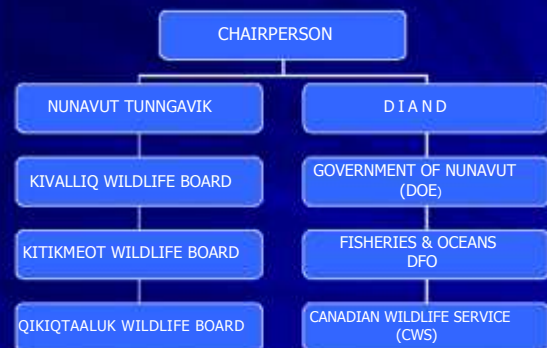 CHAIRPERSON
NUNAVUT TUNNGAVIK
D I A N D
KIVALLIQ WILDLIFE BOARD
GOVERNMENT OF NUNAVUT
(DOE)
KITIKMEOT WILDLIFE BOARD
FISHERIES & OCEANS
DFO
QIKIQTAALUK WILDLIFE BOARD
CANADIAN WILDLIFE SERVICE
(CWS)